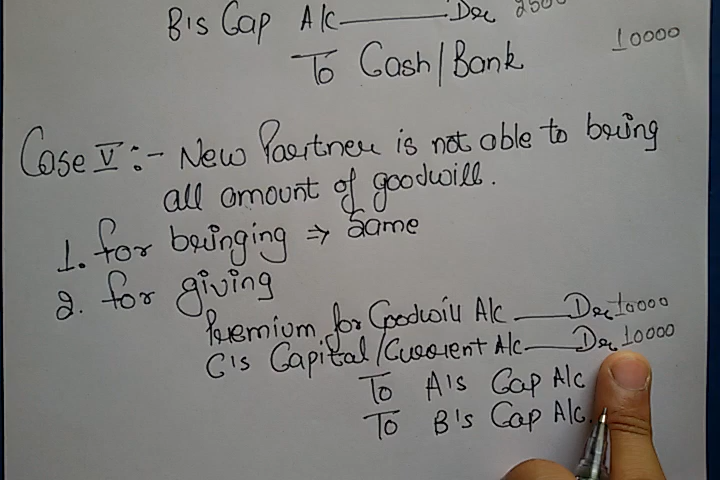 B's Cap A/c Dr 2500
10000
To Cash/Bank
Case V:- New Partner is not able to bring
all amount of goodwill.
1. for bringing ⇒ Same
2. for giving
Premium for Goodwill A/c Dr 10000
C's Capital/Current A/c Dr 10000
To A's Cap A/c
To B's Cap A/c.